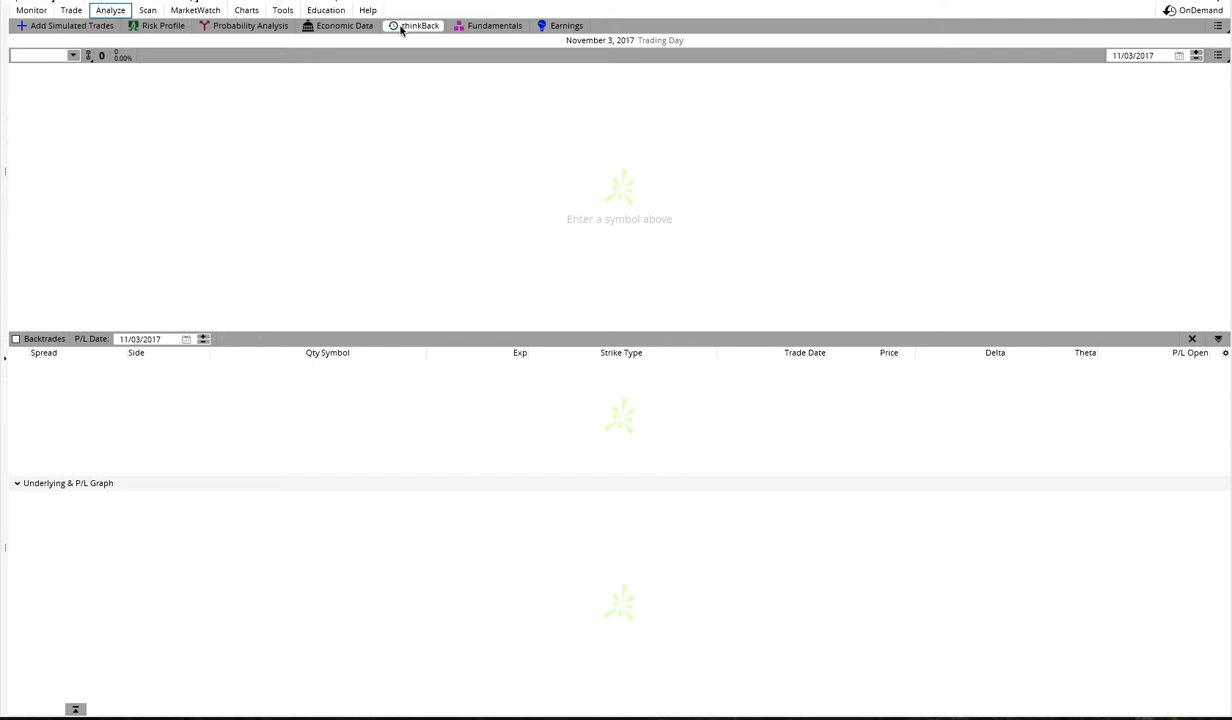 Monitor Trade Analyze Scan MarketWatch Charts Tools Education Help OnDemand
Add Simulated Trades Risk Profile Probability Analysis Economic Data thinkBack Fundamentals Earnings
November 3, 2017 Trading Day
0 0 11/03/2017
0.00%
Enter a symbol above
Backtrades P/L Date: 11/03/2017
Spread Side Qty Symbol Exp Strike Type Trade Date Price Delta Theta P/L Open
Underlying & P/L Graph